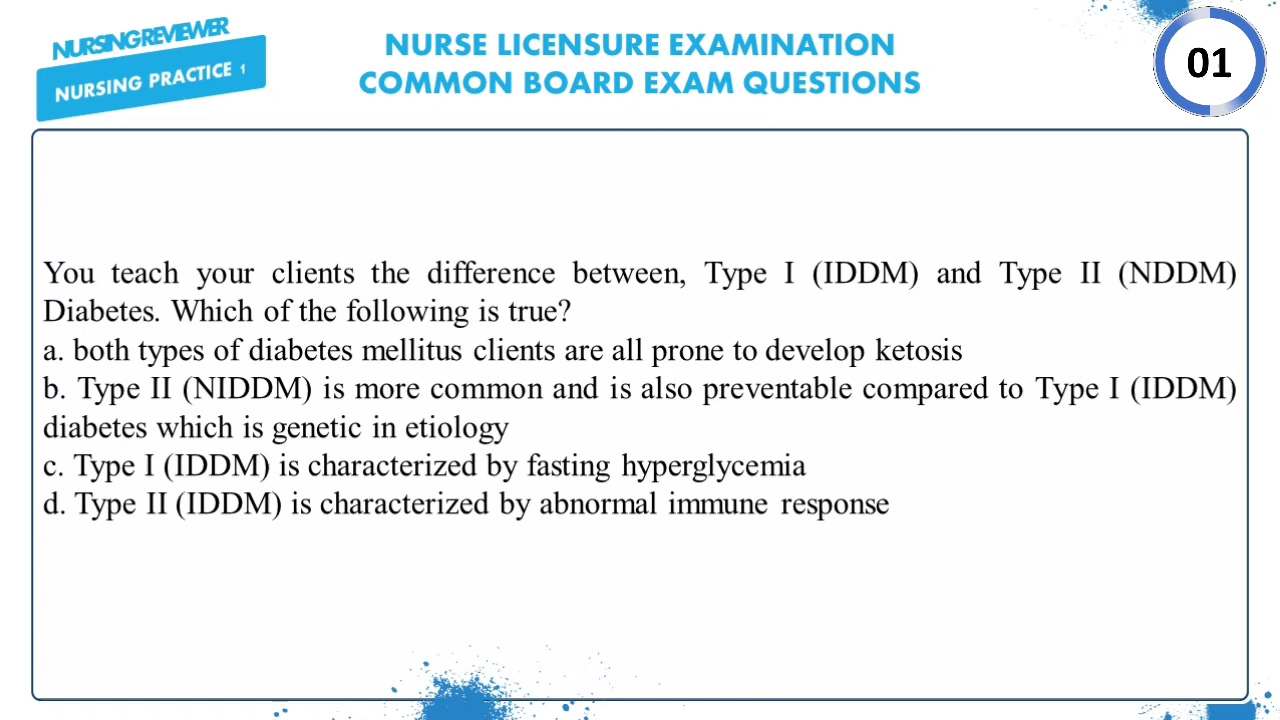 NURSING REVIEWER
NURSING PRACTICE 1
NURSE LICENSURE EXAMINATION
COMMON BOARD EXAM QUESTIONS
01
You teach your clients the difference between, Type I (IDDM) and Type II (NDDM)
Diabetes. Which of the following is true?
a. both types of diabetes mellitus clients are all prone to develop ketosis
b. Type II (NIDDM) is more common and is also preventable compared to Type I (IDDM)
diabetes which is genetic in etiology
c. Type I (IDDM) is characterized by fasting hyperglycemia
d. Type II (IDDM) is characterized by abnormal immune response